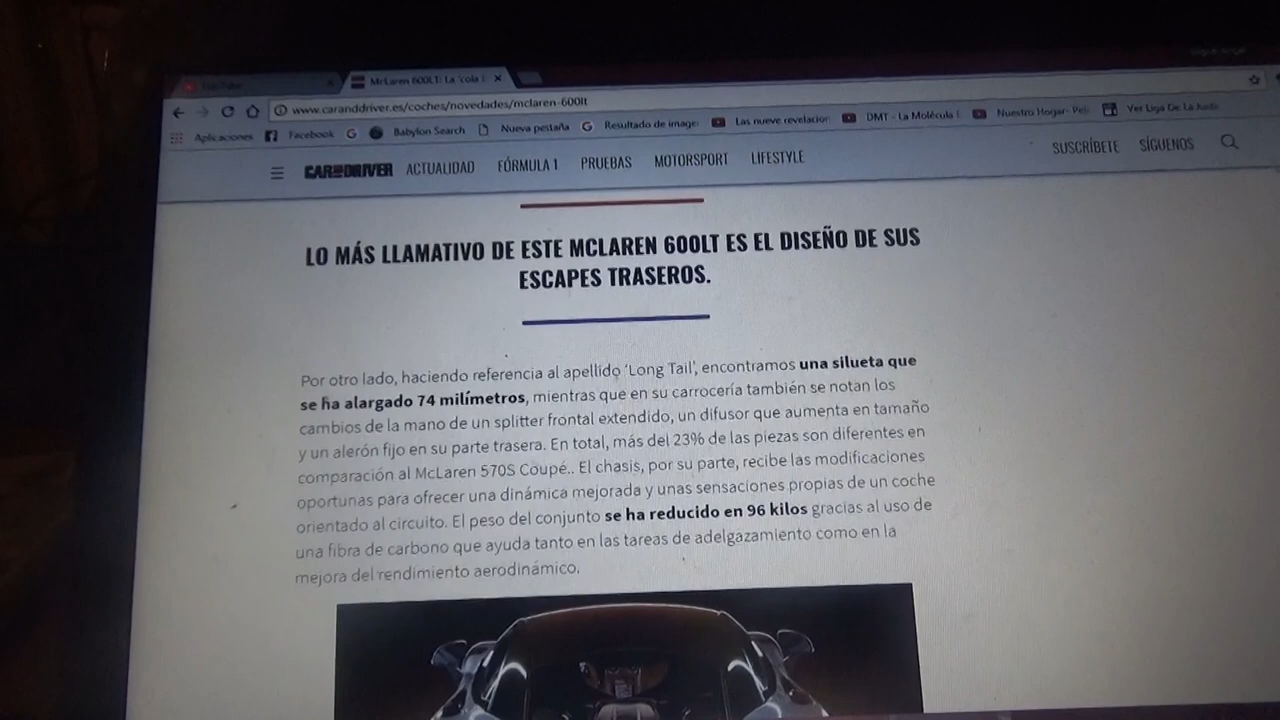 YouTube
McLaren 600LT: La 'cola l
www.caranddriver.es/coches/novedades/mclaren-600lt
Aplicaciones Facebook Babylon Search Nueva pestaña Resultado de image Las nueve revelacion DMT - La Molécula Nuestro Hogar- Pel Ver Liga De La Justic
CAR AND DRIVER ACTUALIDAD FÓRMULA 1 PRUEBAS MOTORSPORT LIFESTYLE SUSCRÍBETE SÍGUENOS
LO MÁS LLAMATIVO DE ESTE MCLAREN 600LT ES EL DISEÑO DE SUS
ESCAPES TRASEROS.
Por otro lado, haciendo referencia al apellido 'Long Tail', encontramos una silueta que
se ha alargado 74 milímetros, mientras que en su carrocería también se notan los
cambios de la mano de un splitter frontal extendido, un difusor que aumenta en tamaño
y un alerón fijo en su parte trasera. En total, más del 23% de las piezas son diferentes en
comparación al McLaren 570S Coupé.. El chasis, por su parte, recibe las modificaciones
oportunas para ofrecer una dinámica mejorada y unas sensaciones propias de un coche
orientado al circuito. El peso del conjunto se ha reducido en 96 kilos gracias al uso de
una fibra de carbono que ayuda tanto en las tareas de adelgazamiento como en la
mejora del rendimiento aerodinámico.